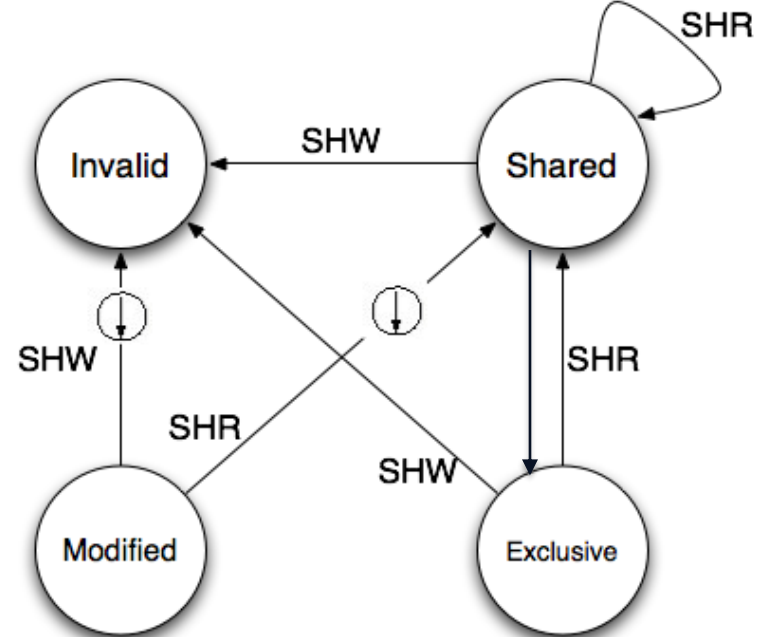 SHR
SHW
Invalid
Shared
SHW
SHR
SHR
SHW
Modified
Exclusive